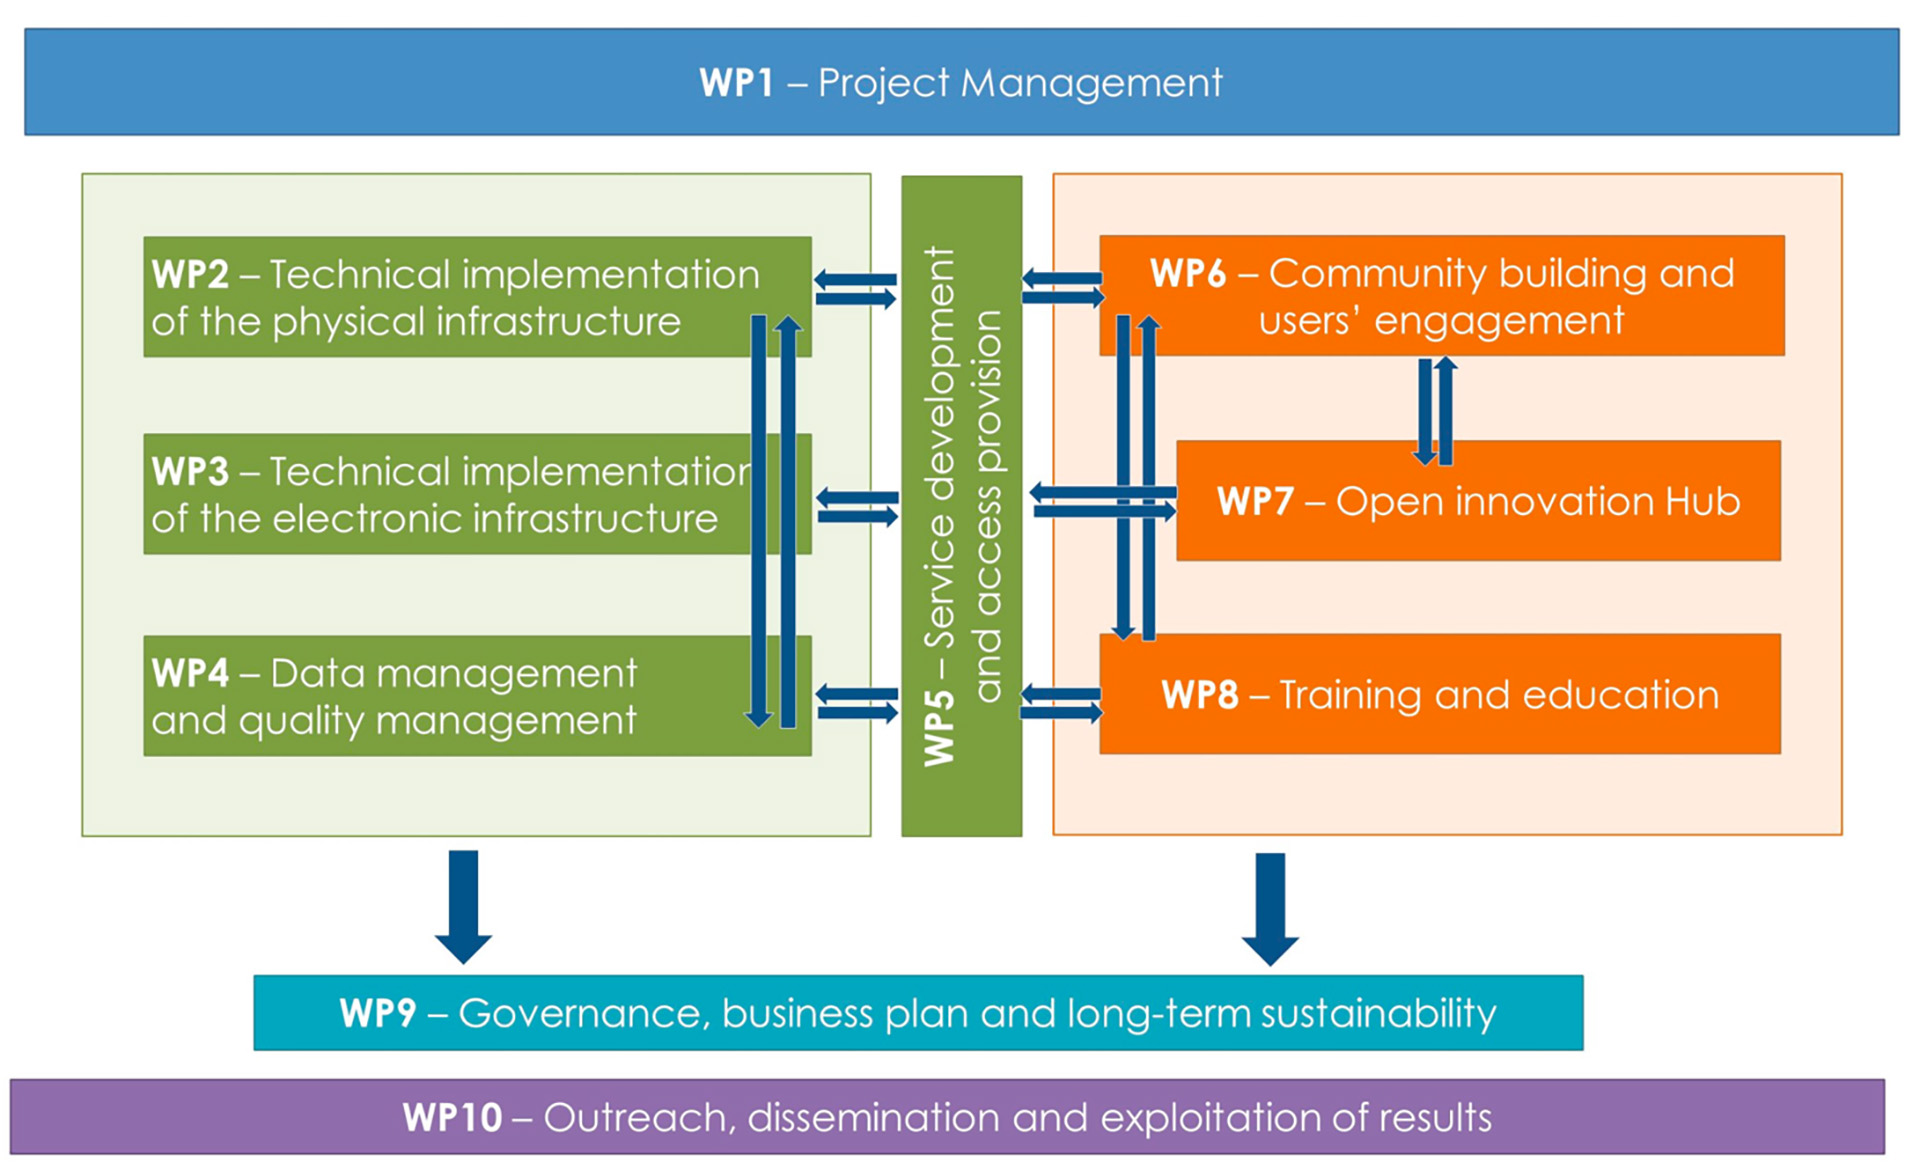 WP1 – Project Management
WP2 – Technical implementation
of the physical infrastructure
WP3 – Technical implementation
of the electronic infrastructure
WP4 – Data management
and quality management
WP5 – Service development
and access provision
WP6 – Community building and
users’ engagement
WP7 – Open innovation Hub
WP8 – Training and education
WP9 – Governance, business plan and long-term sustainability
WP10 – Outreach, dissemination and exploitation of results